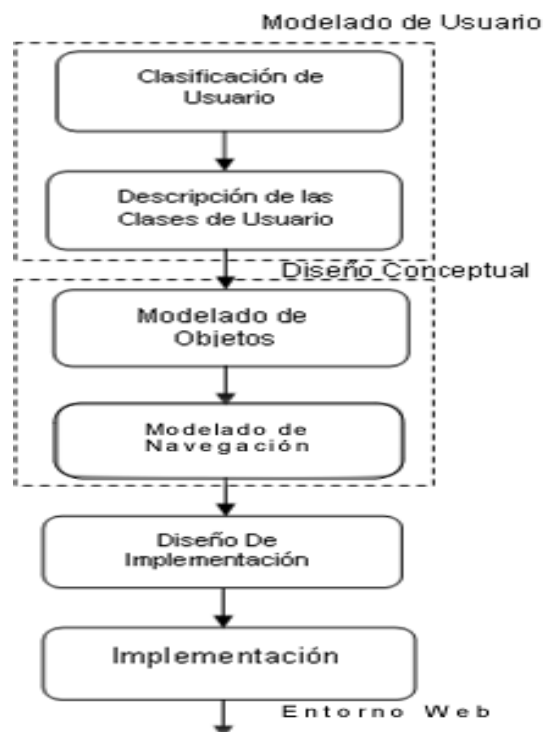 Modelado de Usuario
Clasificación de
Usuario
Descripción de las
Clases de Usuario
Diseño Conceptual
Modelado de
Objetos
Modelado de
Navegación
Diseño De
Implementación
Implementación
Entorno Web